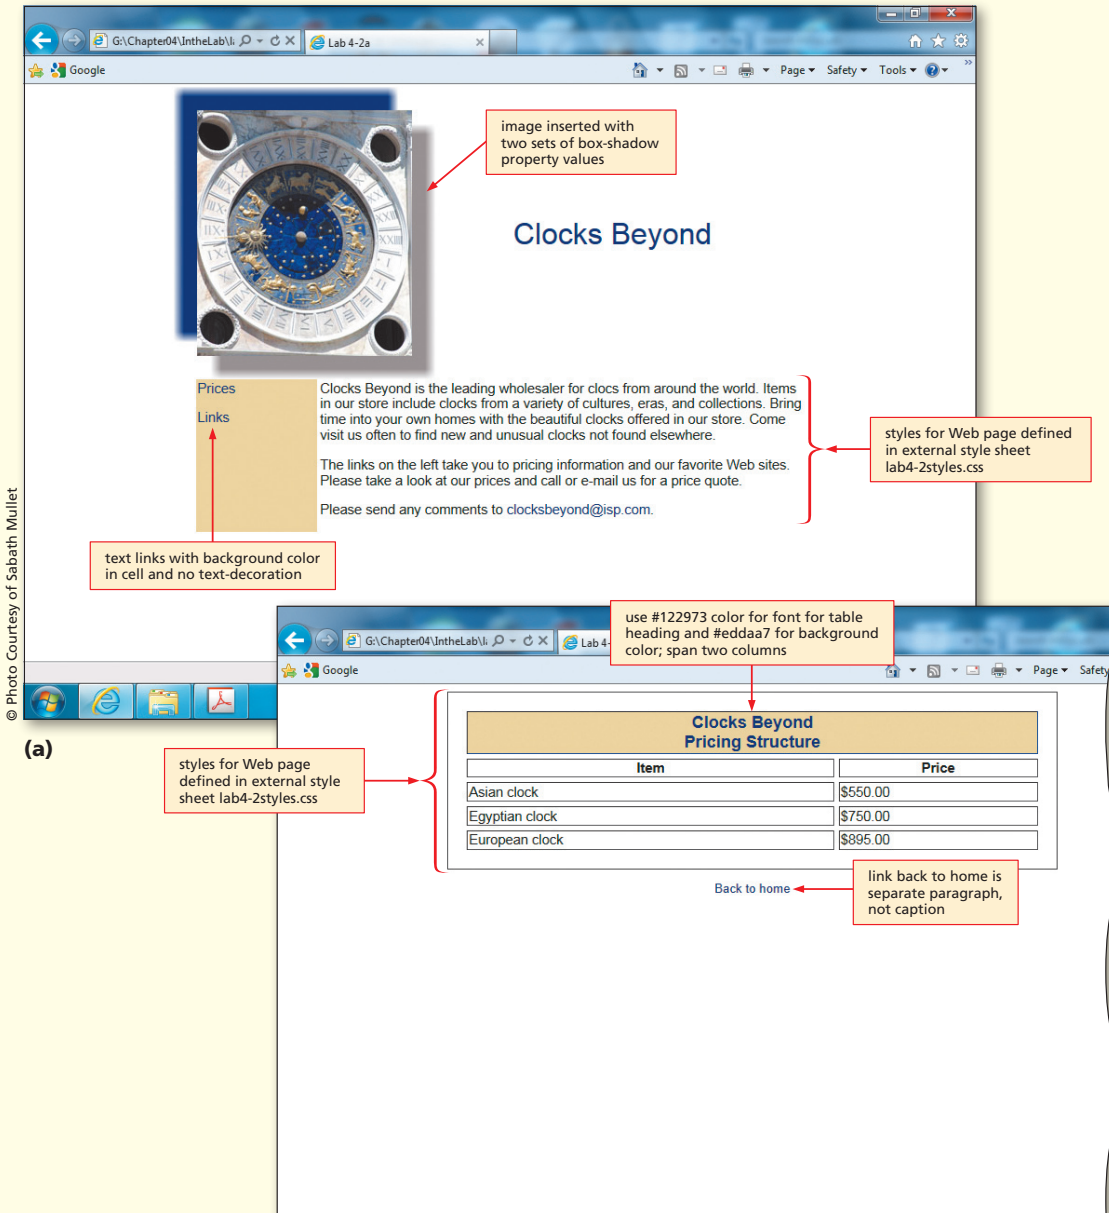 G:\Chapter04\IntheLab\
Lab 4-2a
Google
Page
Safety
Tools
image inserted with
two sets of box-shadow
property values
Clocks Beyond
Prices
Links
Clocks Beyond is the leading wholesaler for clocs from around the world. Items
in our store include clocks from a variety of cultures, eras, and collections. Bring
time into your own homes with the beautiful clocks offered in our store. Come
visit us often to find new and unusual clocks not found elsewhere.
The links on the left take you to pricing information and our favorite Web sites.
Please take a look at our prices and call or e-mail us for a price quote.
Please send any comments to clocksbeyond@isp.com.
styles for Web page defined
in external style sheet
lab4-2styles.css
text links with background color
in cell and no text-decoration
© Photo Courtesy of Sabath Mullet
(a)
use #122973 color for font for table
heading and #eddaa7 for background
color; span two columns
G:\Chapter04\IntheLab\
Lab 4-
Google
Page
Safety
styles for Web page
defined in external style
sheet lab4-2styles.css
Clocks Beyond
Pricing Structure
Item Price
Asian clock $550.00
Egyptian clock $750.00
European clock $895.00
Back to home
link back to home is
separate paragraph,
not caption